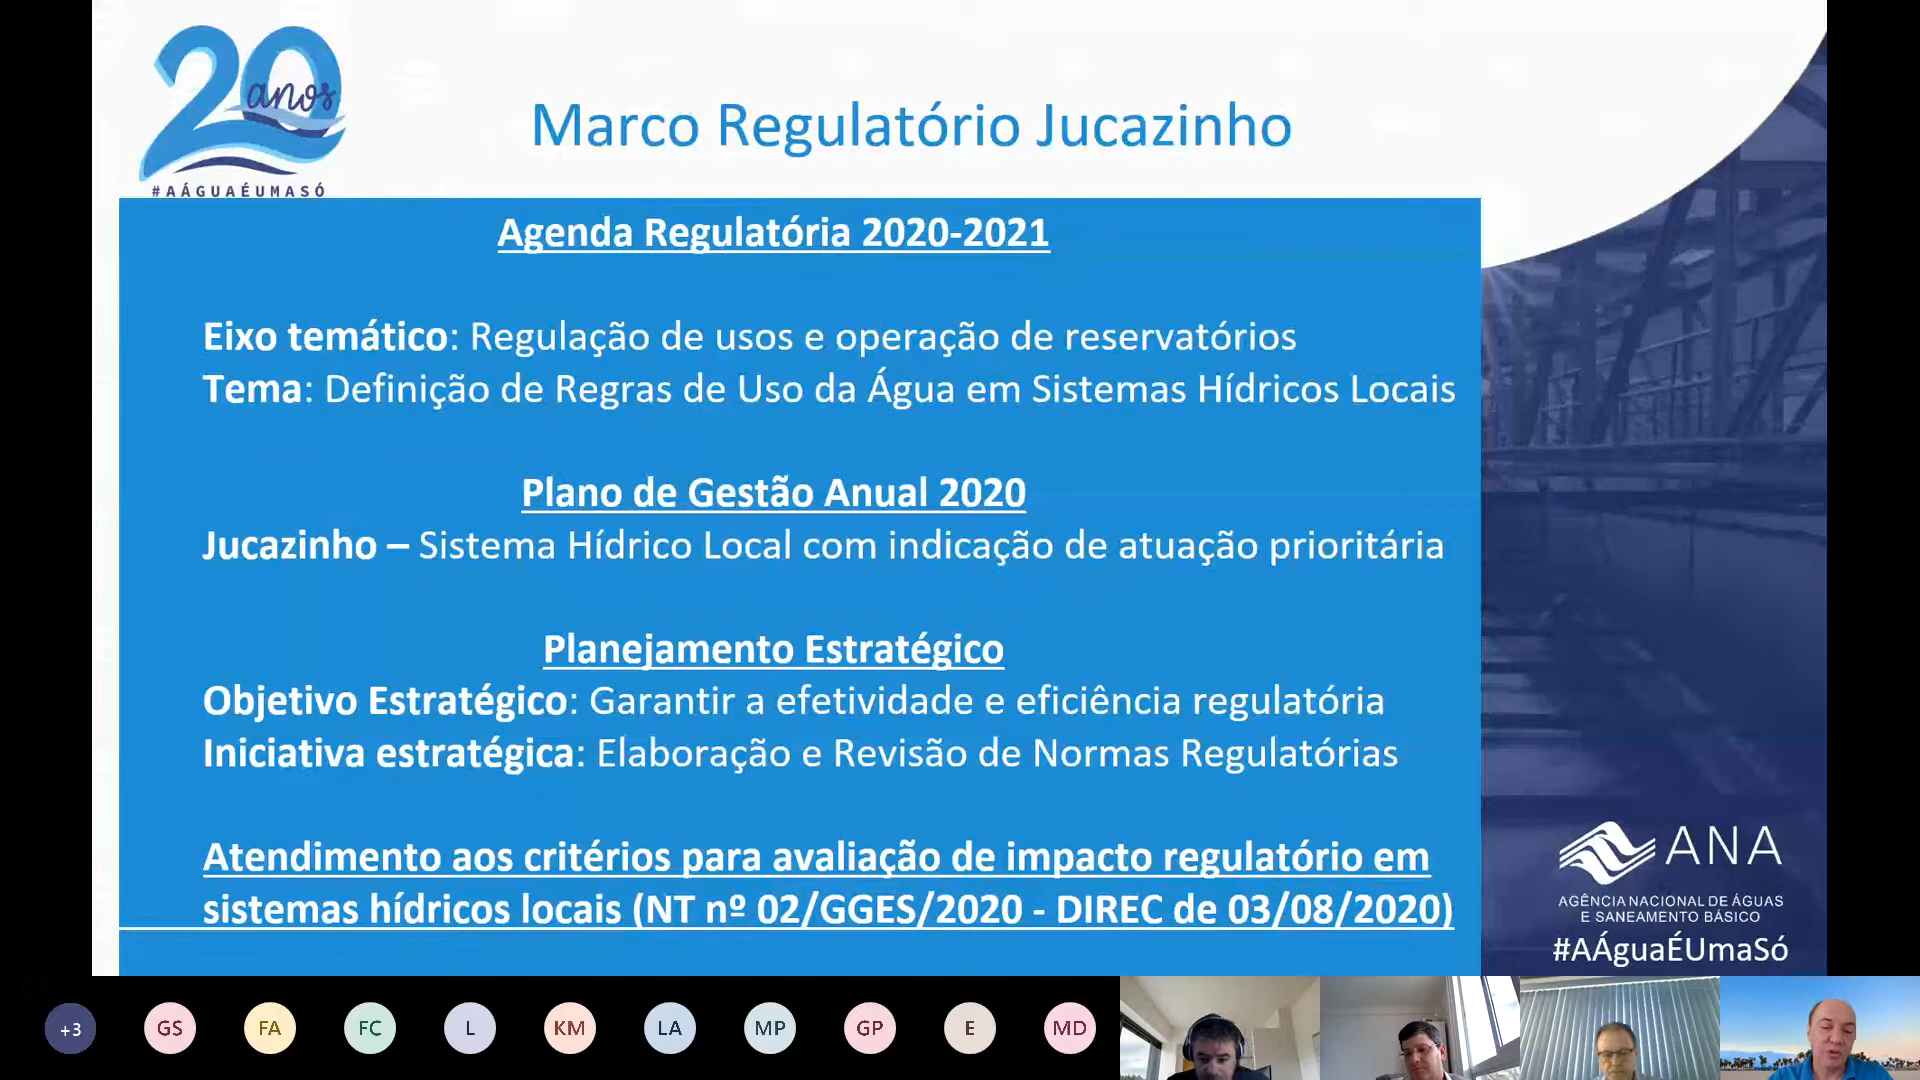 20 anos
#AÁGUAÉUMASÓ
Marco Regulatório Jucazinho
Agenda Regulatória 2020-2021
Eixo temático: Regulação de usos e operação de reservatórios
Tema: Definição de Regras de Uso da Água em Sistemas Hídricos Locais
Plano de Gestão Anual 2020
Jucazinho – Sistema Hídrico Local com indicação de atuação prioritária
Planejamento Estratégico
Objetivo Estratégico: Garantir a efetividade e eficiência regulatória
Iniciativa estratégica: Elaboração e Revisão de Normas Regulatórias
Atendimento aos critérios para avaliação de impacto regulatório em
sistemas hídricos locais (NT nº 02/GGES/2020 - DIREC de 03/08/2020)
ANA
AGÊNCIA NACIONAL DE ÁGUAS
E SANEAMENTO BÁSICO
#AÁguaÉUmaSó
+3 GS FA FC L KM LA MP GP E MD